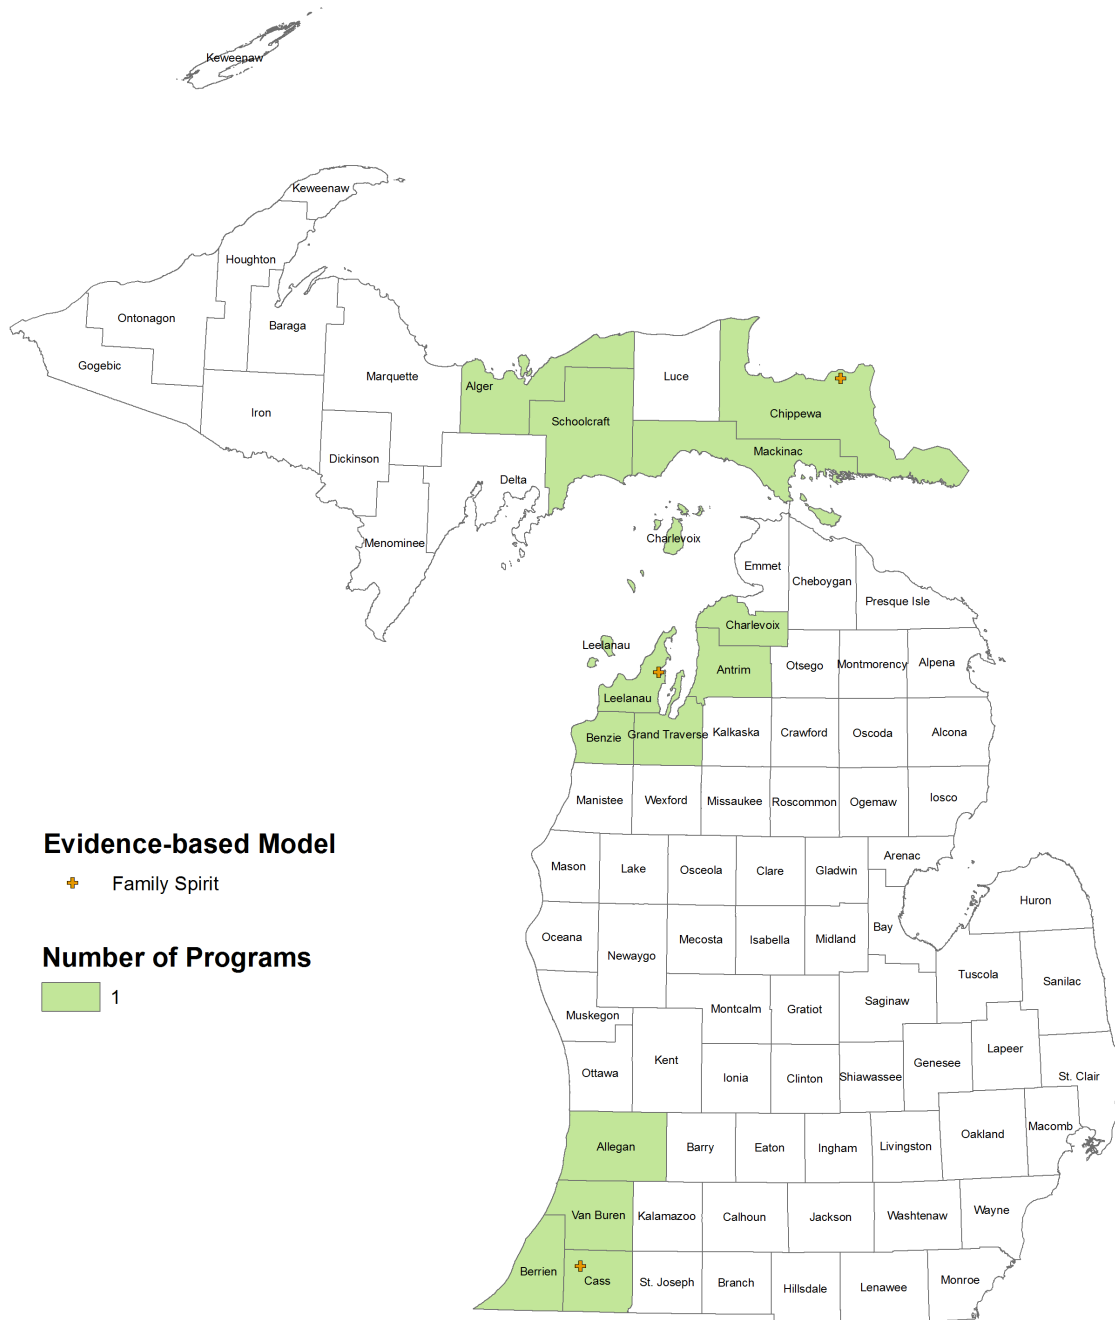 Keweenaw
Keweenaw
Houghton
Ontonagon
Baraga
Gogebic
Marquette
Alger
Luce
Iron
Schoolcraft
Chippewa
Mackinac
Dickinson
Delta
Menominee
Charlevoix
Emmet
Cheboygan
Presque Isle
Charlevoix
Leelanau
Antrim
Otsego
Montmorency
Alpena
Leelanau
Benzie
Grand Traverse
Kalkaska
Crawford
Oscoda
Alcona
Manistee
Wexford
Missaukee
Roscommon
Ogemaw
Iosco
Evidence-based Model
Family Spirit
Number of Programs
1
Mason
Lake
Osceola
Clare
Gladwin
Arenac
Huron
Oceana
Newaygo
Mecosta
Isabella
Midland
Bay
Tuscola
Sanilac
Muskegon
Montcalm
Gratiot
Saginaw
Ottawa
Kent
Ionia
Clinton
Shiawassee
Genesee
Lapeer
St. Clair
Allegan
Barry
Eaton
Ingham
Livingston
Oakland
Macomb
Van Buren
Kalamazoo
Calhoun
Jackson
Washtenaw
Wayne
Berrien
Cass
St. Joseph
Branch
Hillsdale
Lenawee
Monroe